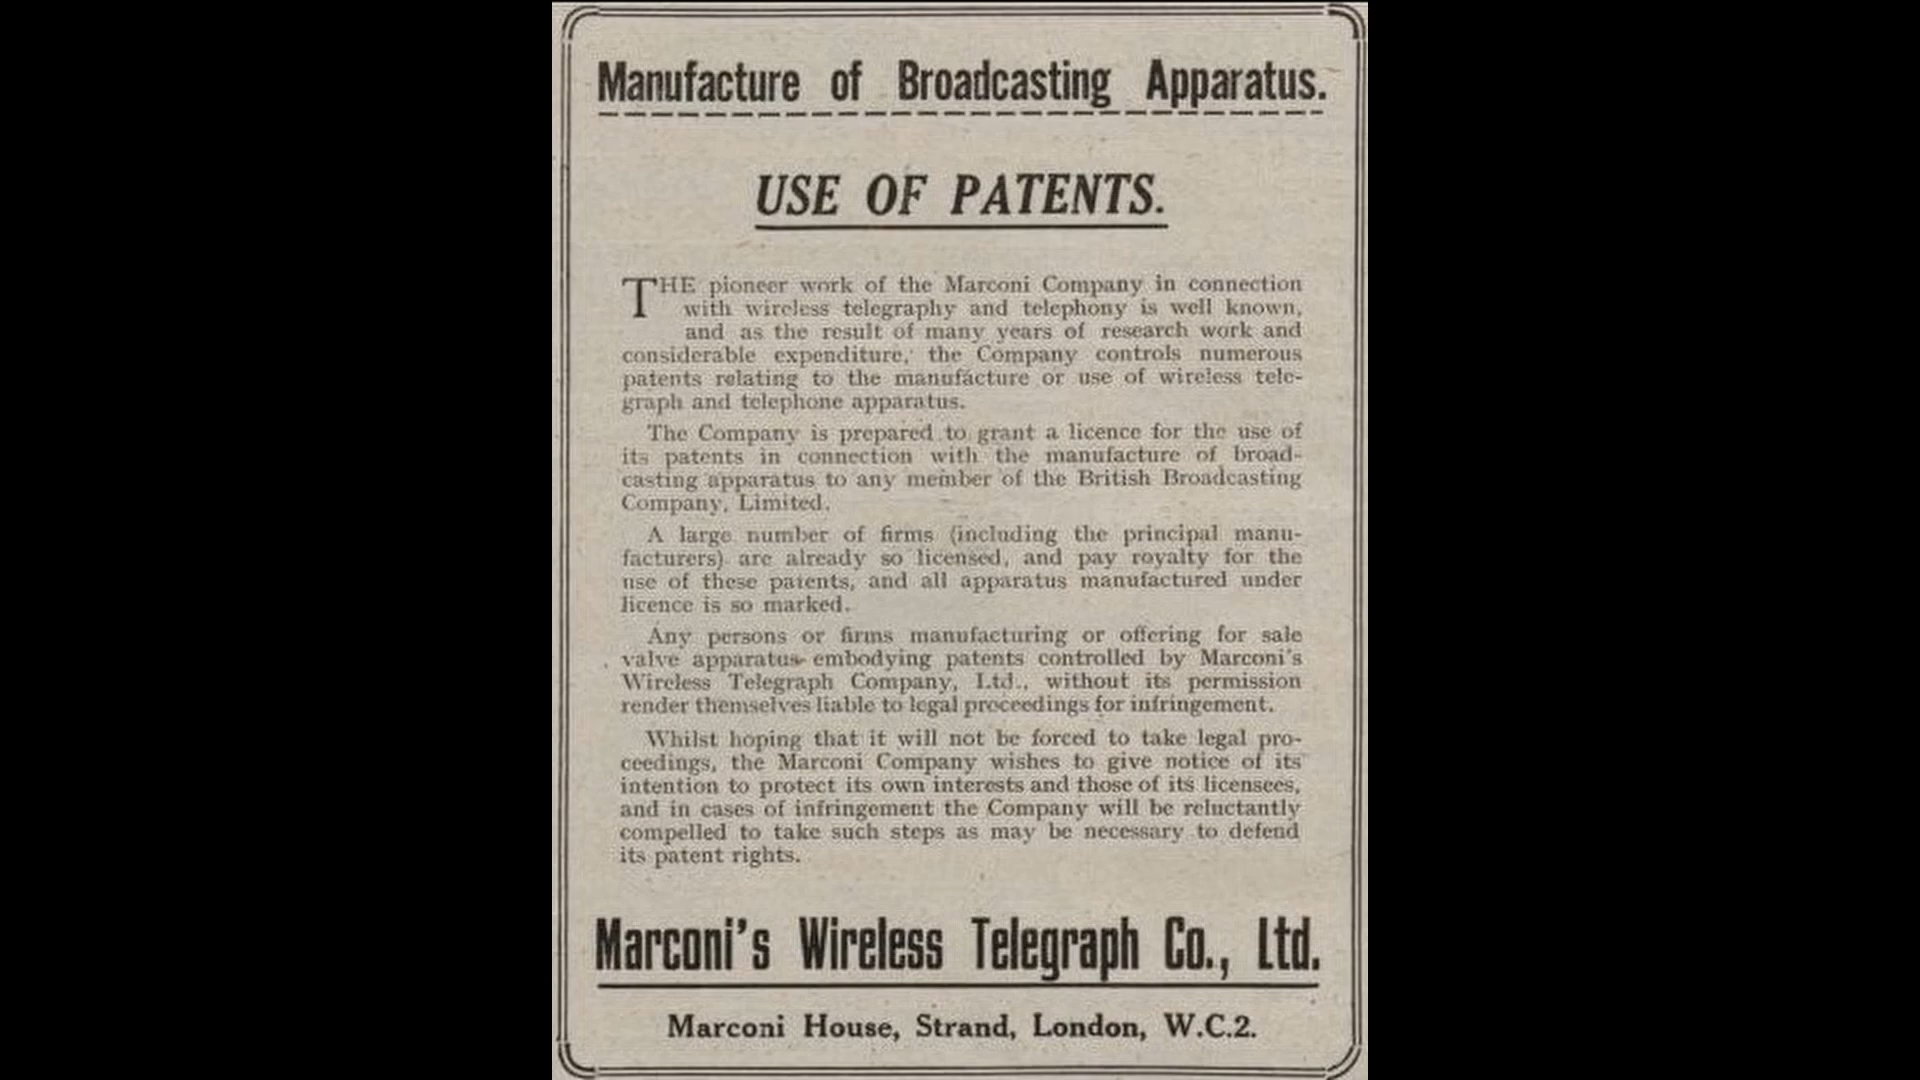 Manufacture of Broadcasting Apparatus.
USE OF PATENTS.
THE pioneer work of the Marconi Company in connection
with wireless telegraphy and telephony is well known,
and as the result of many years of research work and
considerable expenditure, the Company controls numerous
patents relating to the manufacture or use of wireless tele-
graph and telephone apparatus.
The Company is prepared to grant a licence for the use of
its patents in connection with the manufacture of broad-
casting apparatus to any member of the British Broadcasting
Company, Limited.
A large number of firms (including the principal manu-
facturers) are already so licensed, and pay royalty for the
use of these patents, and all apparatus manufactured under
licence is so marked.
Any persons or firms manufacturing or offering for sale
valve apparatus embodying patents controlled by Marconi's
Wireless Telegraph Company, Ltd., without its permission
render themselves liable to legal proceedings for infringement.
Whilst hoping that it will not be forced to take legal pro-
ceedings, the Marconi Company wishes to give notice of its
intention to protect its own interests and those of its licensees,
and in cases of infringement the Company will be reluctantly
compelled to take such steps as may be necessary to defend
its patent rights.
Marconi's Wireless Telegraph Co., Ltd.
Marconi House, Strand, London, W.C.2.